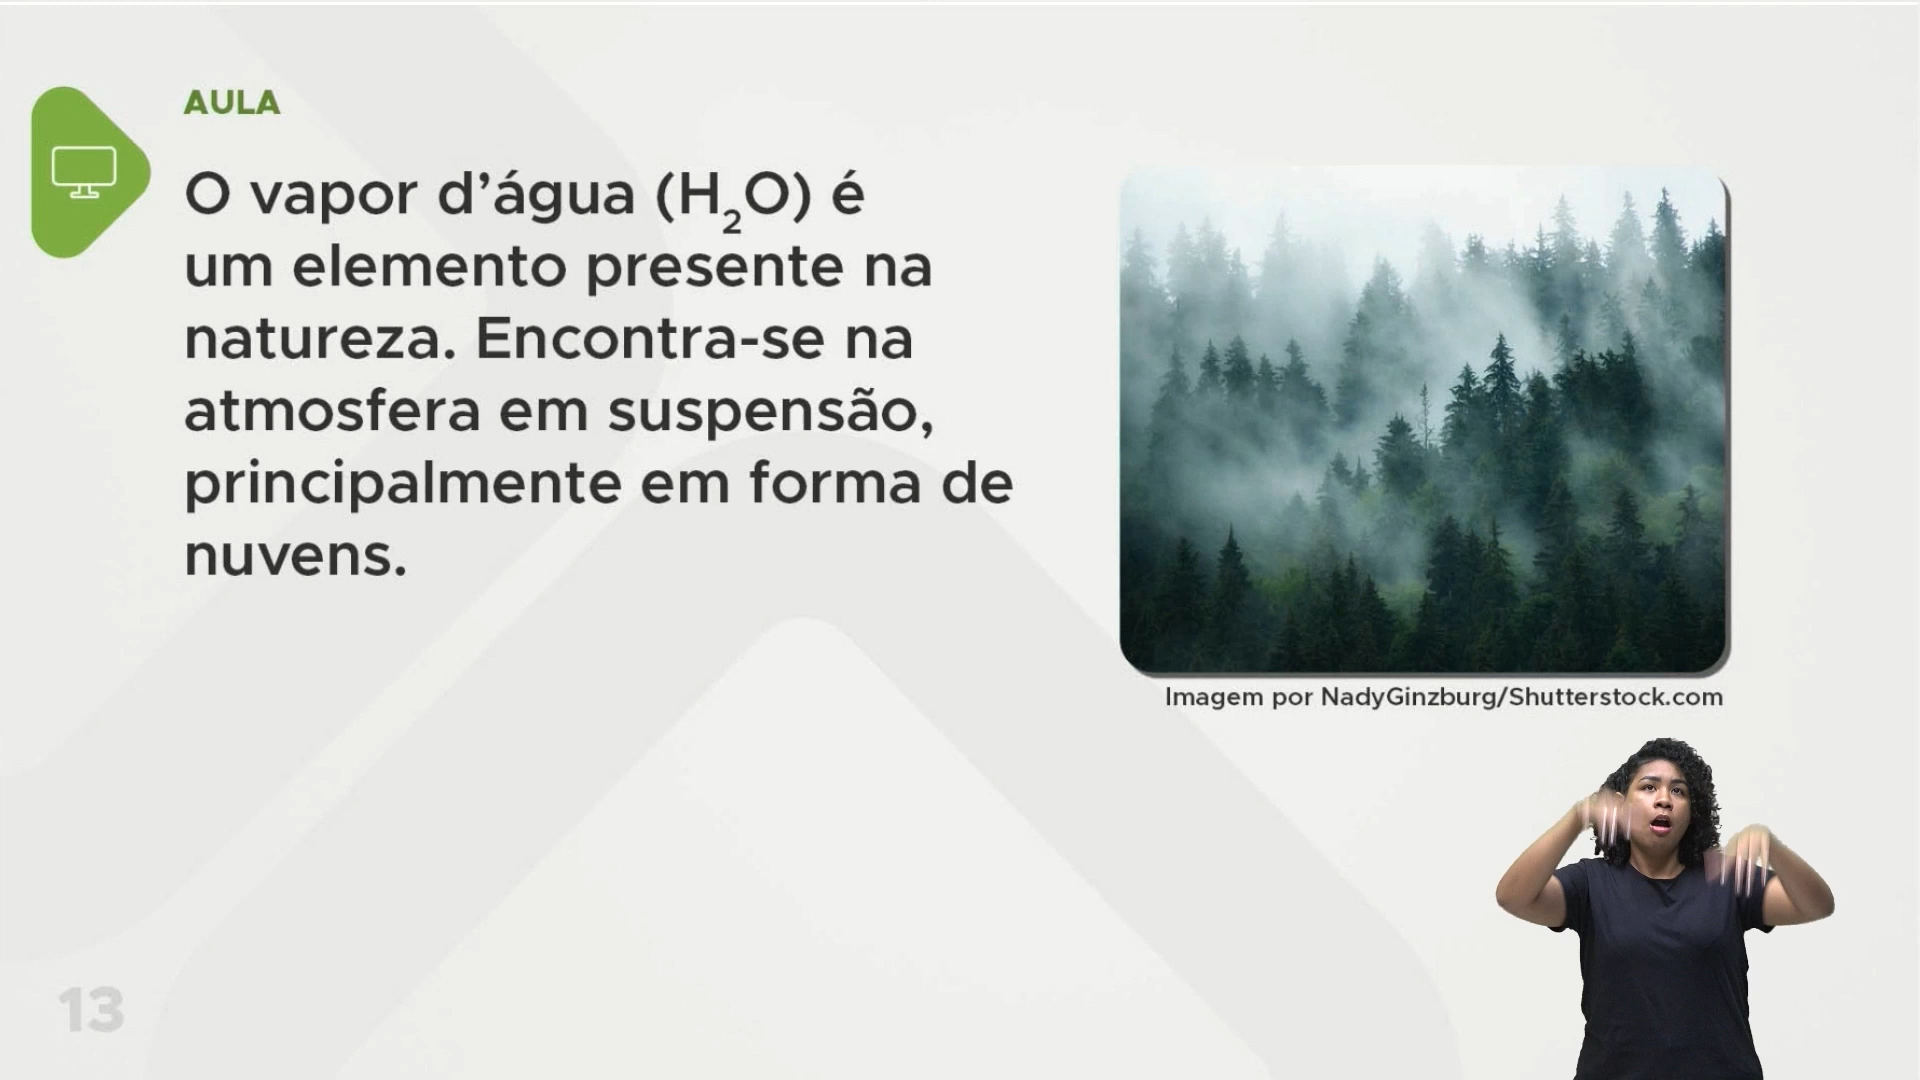 AULA
O vapor d’água (H₂O) é
um elemento presente na
natureza. Encontra-se na
atmosfera em suspensão,
principalmente em forma de
nuvens.
Imagem por NadyGinzburg/Shutterstock.com
13